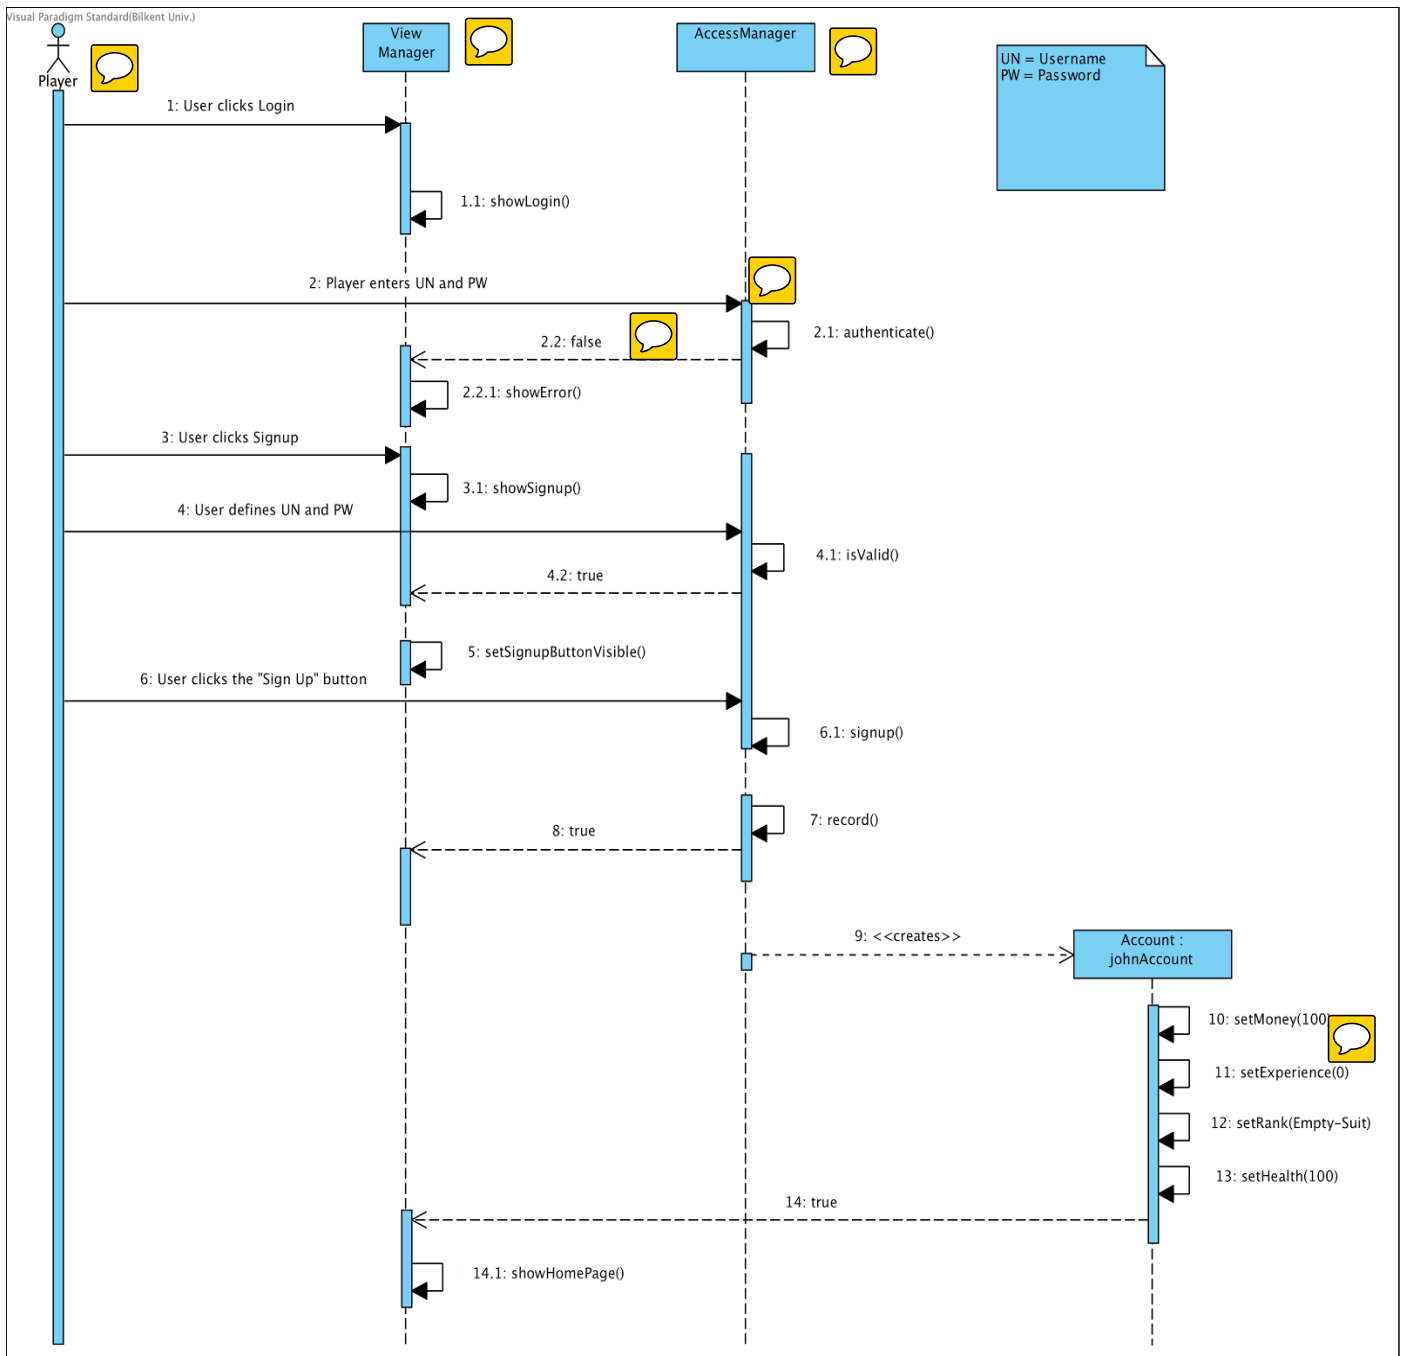 Visual Paradigm Standard(Bilkent Univ.)
Player
View
Manager
AccessManager
UN = Username
PW = Password
1: User clicks Login
1.1: showLogin()
2: Player enters UN and PW
2.1: authenticate()
2.2: false
2.2.1: showError()
3: User clicks Signup
3.1: showSignup()
4: User defines UN and PW
4.1: isValid()
4.2: true
5: setSignupButtonVisible()
6: User clicks the "Sign Up" button
6.1: signup()
7: record()
8: true
9: <<creates>>
Account :
johnAccount
10: setMoney(100)
11: setExperience(0)
12: setRank(Empty-Suit)
13: setHealth(100)
14: true
14.1: showHomePage()